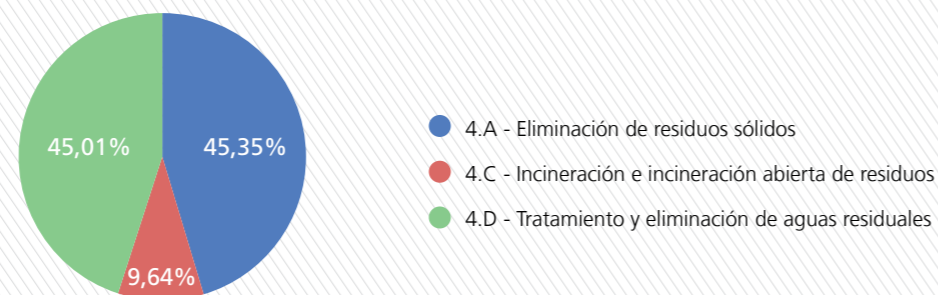 45,01%
45,35%
9,64%
4.A - Eliminación de residuos sólidos
4.C - Incineración e incineración abierta de residuos
4.D - Tratamiento y eliminación de aguas residuales